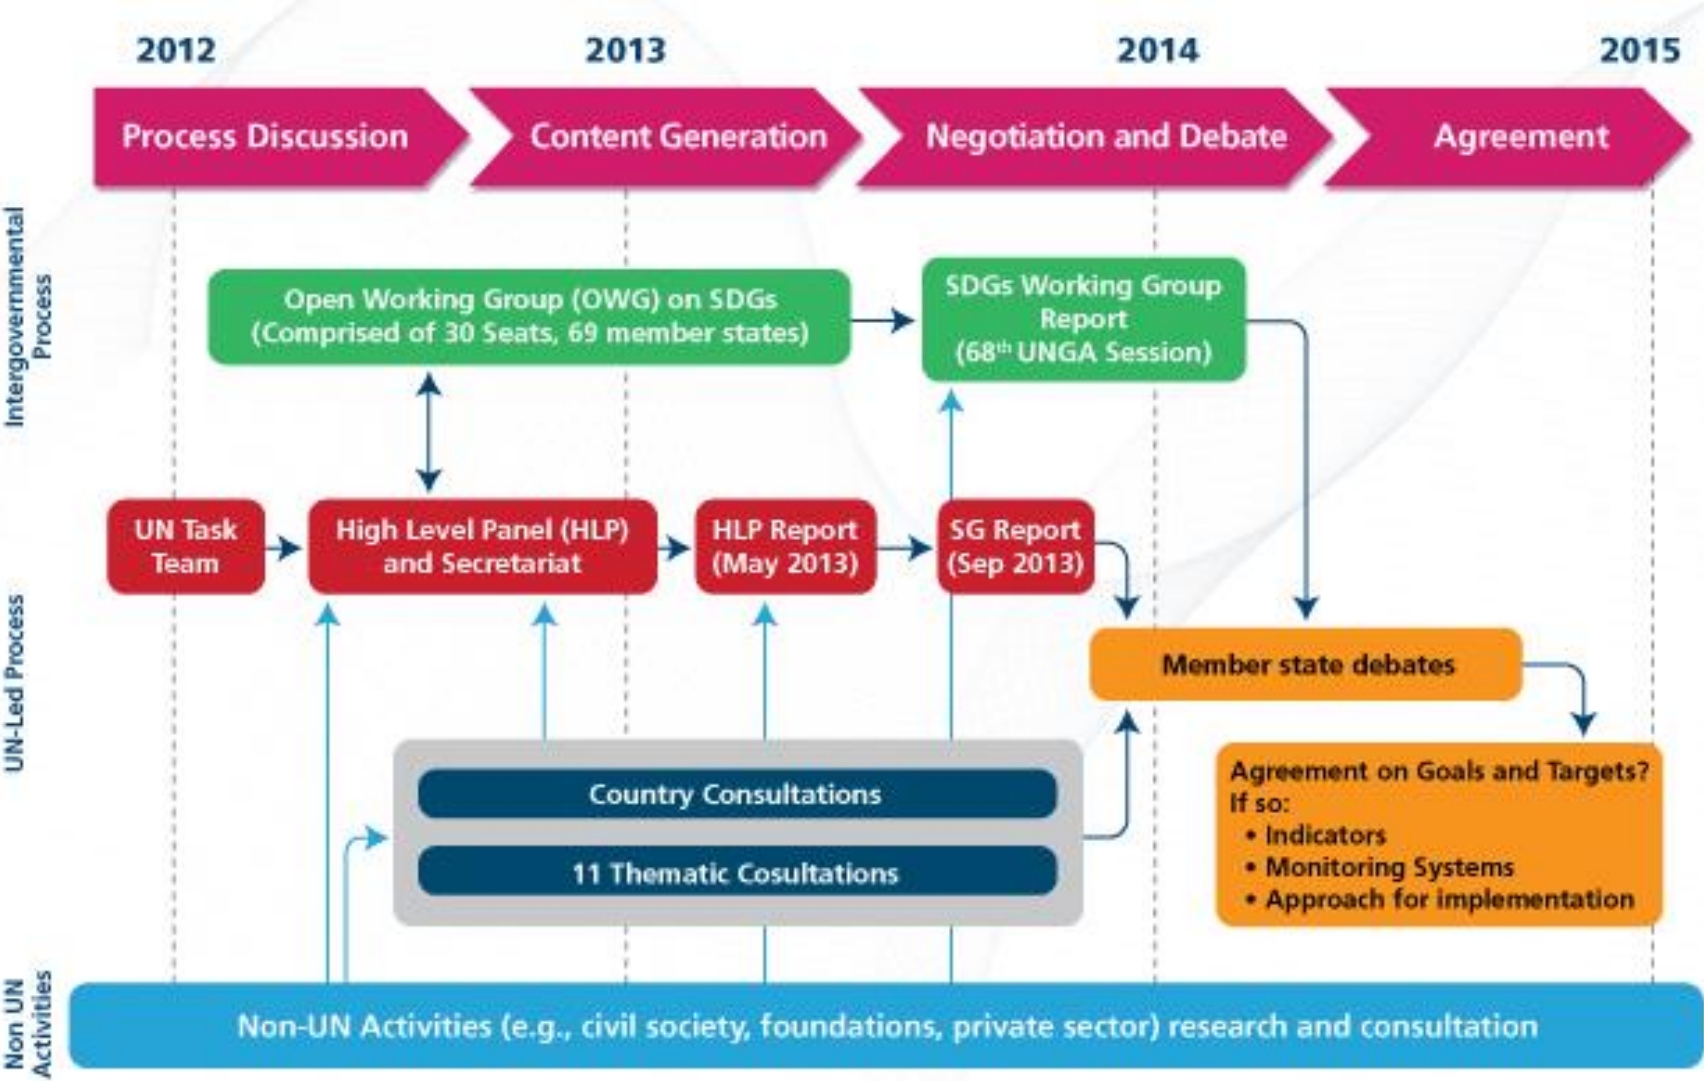 2012
2013
2014
2015
Process Discussion
Content Generation
Negotiation and Debate
Agreement
Intergovernmental
Process
Open Working Group (OWG) on SDGs
(Comprised of 30 Seats, 69 member states)
SDGs Working Group
Report
(68th UNGA Session)
UN-Led Process
UN Task
Team
High Level Panel (HLP)
and Secretariat
HLP Report
(May 2013)
SG Report
(Sep 2013)
Member state debates
Country Consultations
11 Thematic Cosultations
Agreement on Goals and Targets?
If so:
• Indicators
• Monitoring Systems
• Approach for implementation
Non UN
Activities
Non-UN Activities (e.g., civil society, foundations, private sector) research and consultation